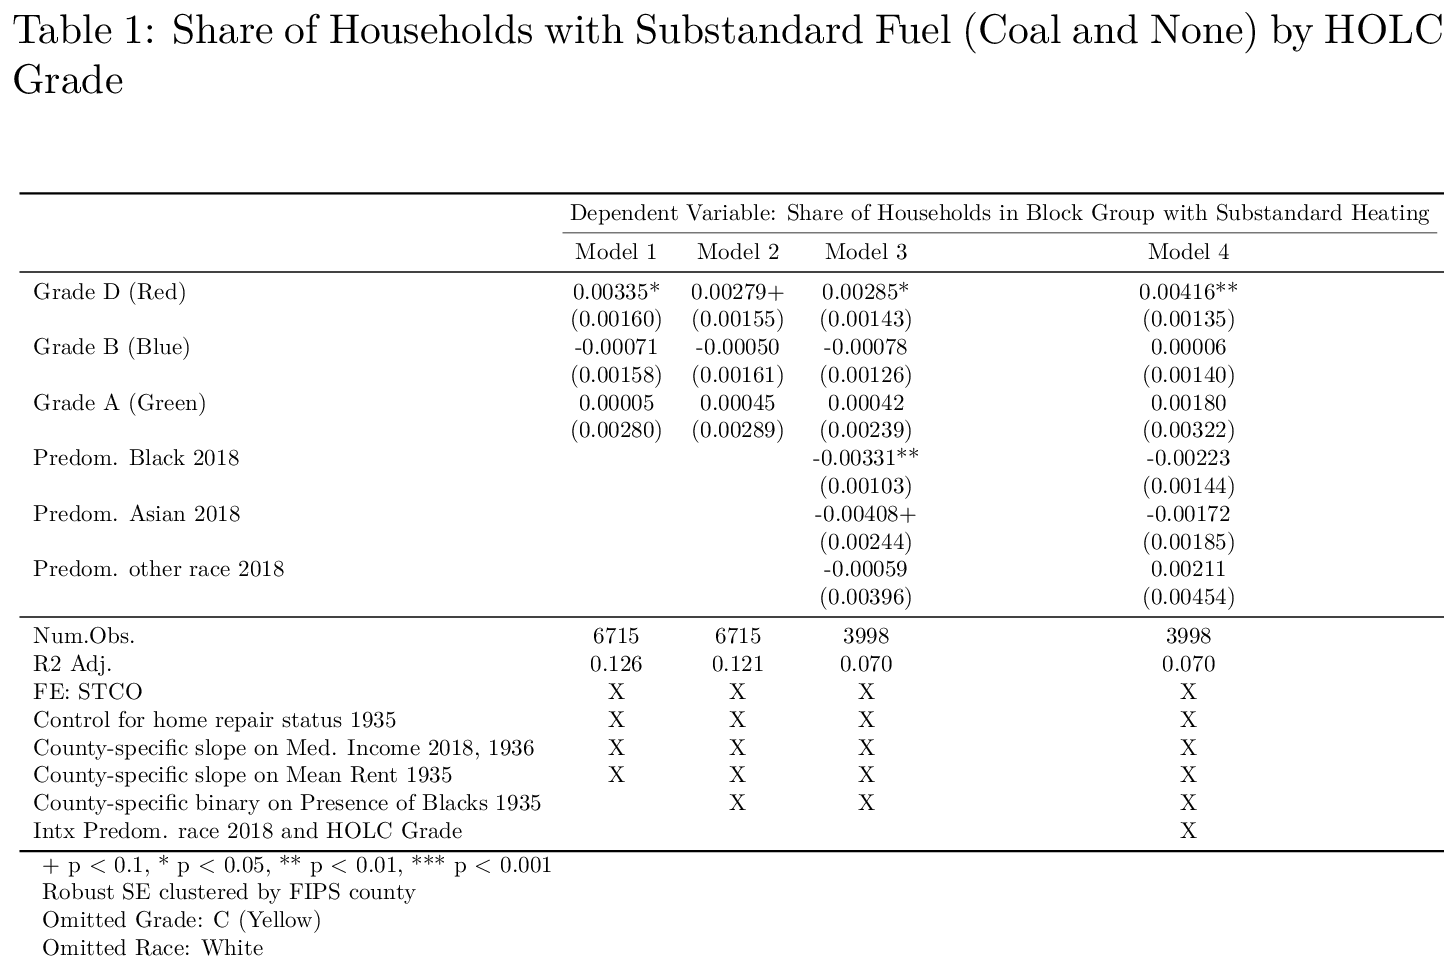 Table 1: Share of Households with Substandard Fuel (Coal and None) by HOLC
Grade
Dependent Variable: Share of Households in Block Group with Substandard Heating
Model 1 Model 2 Model 3 Model 4
Grade D (Red) 0.00335* 0.00279+ 0.00285* 0.00416**
(0.00160) (0.00155) (0.00143) (0.00135)
Grade B (Blue) -0.00071 -0.00050 -0.00078 0.00006
(0.00158) (0.00161) (0.00126) (0.00140)
Grade A (Green) 0.00005 0.00045 0.00042 0.00180
(0.00280) (0.00289) (0.00239) (0.00322)
Predom. Black 2018 -0.00331** -0.00223
(0.00103) (0.00144)
Predom. Asian 2018 -0.00408+ -0.00172
(0.00244) (0.00185)
Predom. other race 2018 -0.00059 0.00211
(0.00396) (0.00454)
Num.Obs. 6715 6715 3998 3998
R2 Adj. 0.126 0.121 0.070 0.070
FE: STCO X X X X
Control for home repair status 1935 X X X X
County-specific slope on Med. Income 2018, 1936 X X X X
County-specific slope on Mean Rent 1935 X X X X
County-specific binary on Presence of Blacks 1935 X X X
Intx Predom. race 2018 and HOLC Grade X
+ p < 0.1, * p < 0.05, ** p < 0.01, *** p < 0.001
Robust SE clustered by FIPS county
Omitted Grade: C (Yellow)
Omitted Race: White